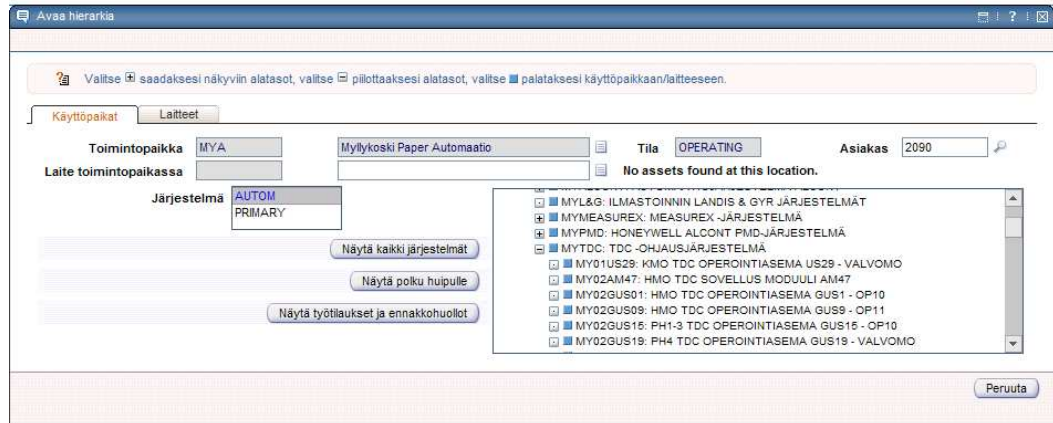 Avaa hierarkia
Valitse saadaksesi näkyviin alatasot, valitse piilottaaksesi alatasot, valitse palataksesi käyttöpaikkaan/laitteeseen.
Käyttöpaikat Laitteet
Toimintopaikka MYA Myllykoski Paper Automaatio Tila OPERATING Asiakas 2090
Laite toimintopaikassa No assets found at this location.
Järjestelmä AUTOM
PRIMARY
Näytä kaikki järjestelmät
Näytä polku huipulle
Näytä työtilaukset ja ennakkohuollot
MYL&G: ILMASTOINNIN LANDIS & GYR JÄRJESTELMÄT
MYMEASUREX: MEASUREX -JÄRJESTELMÄ
MYPMD: HONEYWELL ALCONT PMD-JÄRJESTELMÄ
MYTDC: TDC -OHJAUSJÄRJESTELMÄ
MY01US29: KMO TDC OPEROINTIASEMA US29 - VALVOMO
MY02AM47: HMO TDC SOVELLUS MODUULI AM47
MY02GUS01: HMO TDC OPEROINTIASEMA GUS1 - OP10
MY02GUS09: HMO TDC OPEROINTIASEMA GUS9 - OP11
MY02GUS15: PH1-3 TDC OPEROINTIASEMA GUS15 - OP10
MY02GUS19: PH4 TDC OPEROINTIASEMA GUS19 - VALVOMO
Peruuta